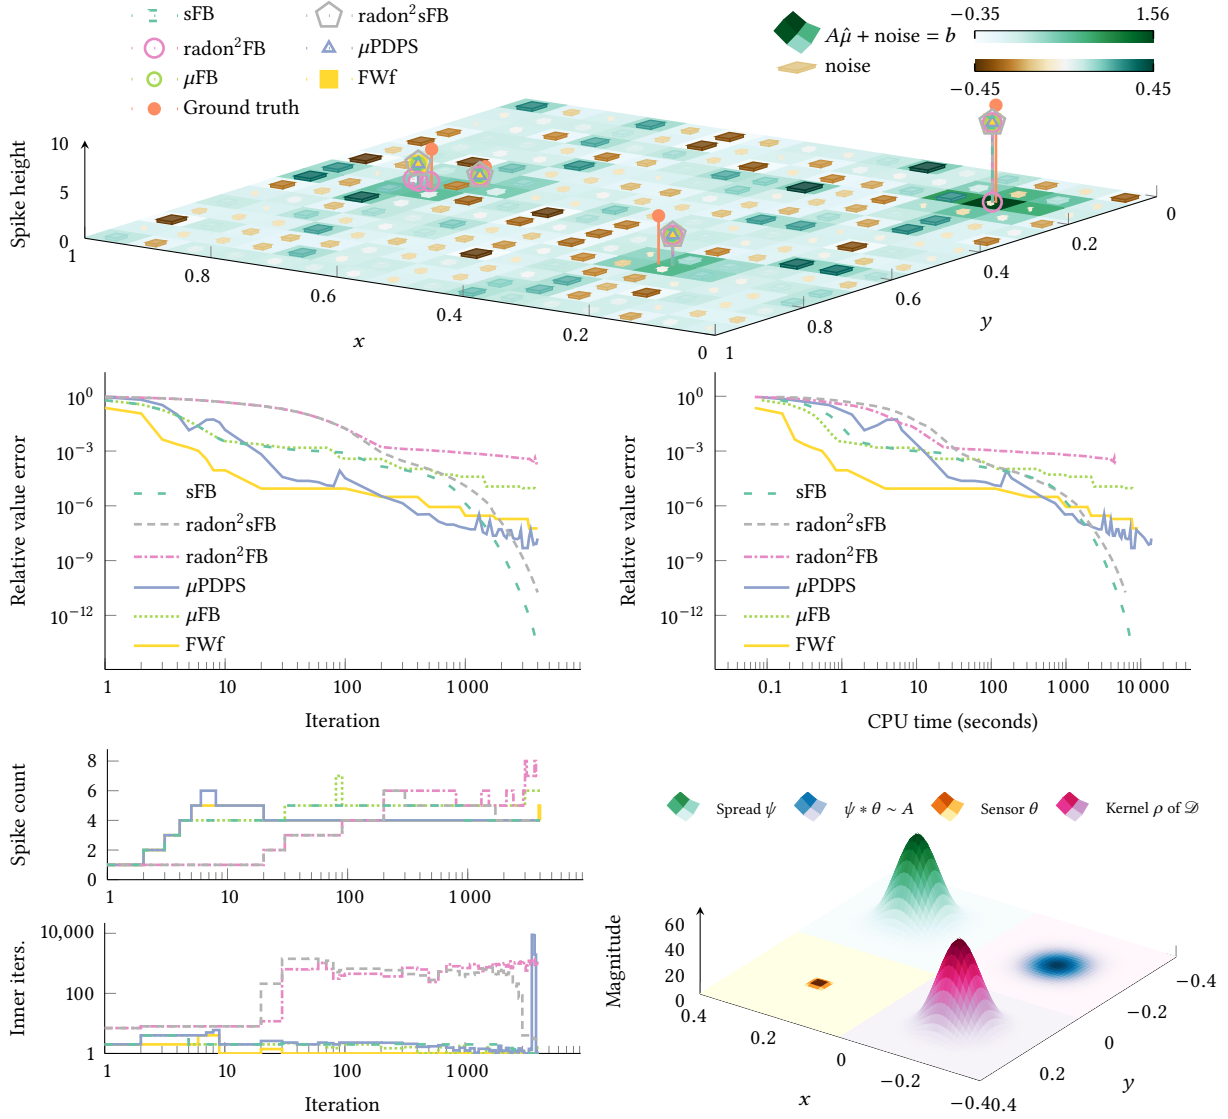 sFB
radon²sFB
radon²FB
μPDPS
μFB
FWf
Ground truth
Aμ̂ + noise = b
noise
−0.35 1.56
−0.45 0.45
Spike height
10
5
0
1 0.8 0.6 0.4 0.2 0
x
1 0.8 0.6 0.4 0.2 0
y
Relative value error
10⁰
10⁻³
10⁻⁶
10⁻⁹
10⁻¹²
sFB
radon²sFB
radon²FB
μPDPS
μFB
FWf
1 10 100 1 000
Iteration
Relative value error
10⁰
10⁻³
10⁻⁶
10⁻⁹
10⁻¹²
sFB
radon²sFB
radon²FB
μPDPS
μFB
FWf
0.1 1 10 100 1 000 10 000
CPU time (seconds)
Spike count
8
6
4
2
0
1 10 100 1 000
Inner iters.
10,000
100
1
1 10 100 1 000
Iteration
Spread ψ
ψ ∗ θ ∼ A
Sensor θ
Kernel ρ of 𝒟
Magnitude
60
40
20
0
0.4 0.2 0 −0.2 −0.4
x
0.4 0.2 0 −0.2 −0.4
y